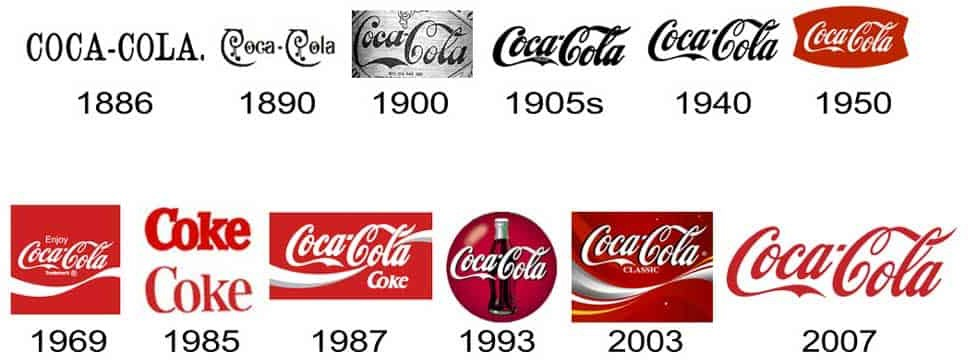 COCA-COLA.
Coca-Cola
Coca-Cola
Coca-Cola
Coca-Cola
Coca-Cola
1886
1890
1900
1905s
1940
1950
Enjoy
Coca-Cola
Trademark ®
Coke
Coke
Coca-Cola
Coke
Coca-Cola
Coca-Cola
CLASSIC
Coca-Cola
1969
1985
1987
1993
2003
2007